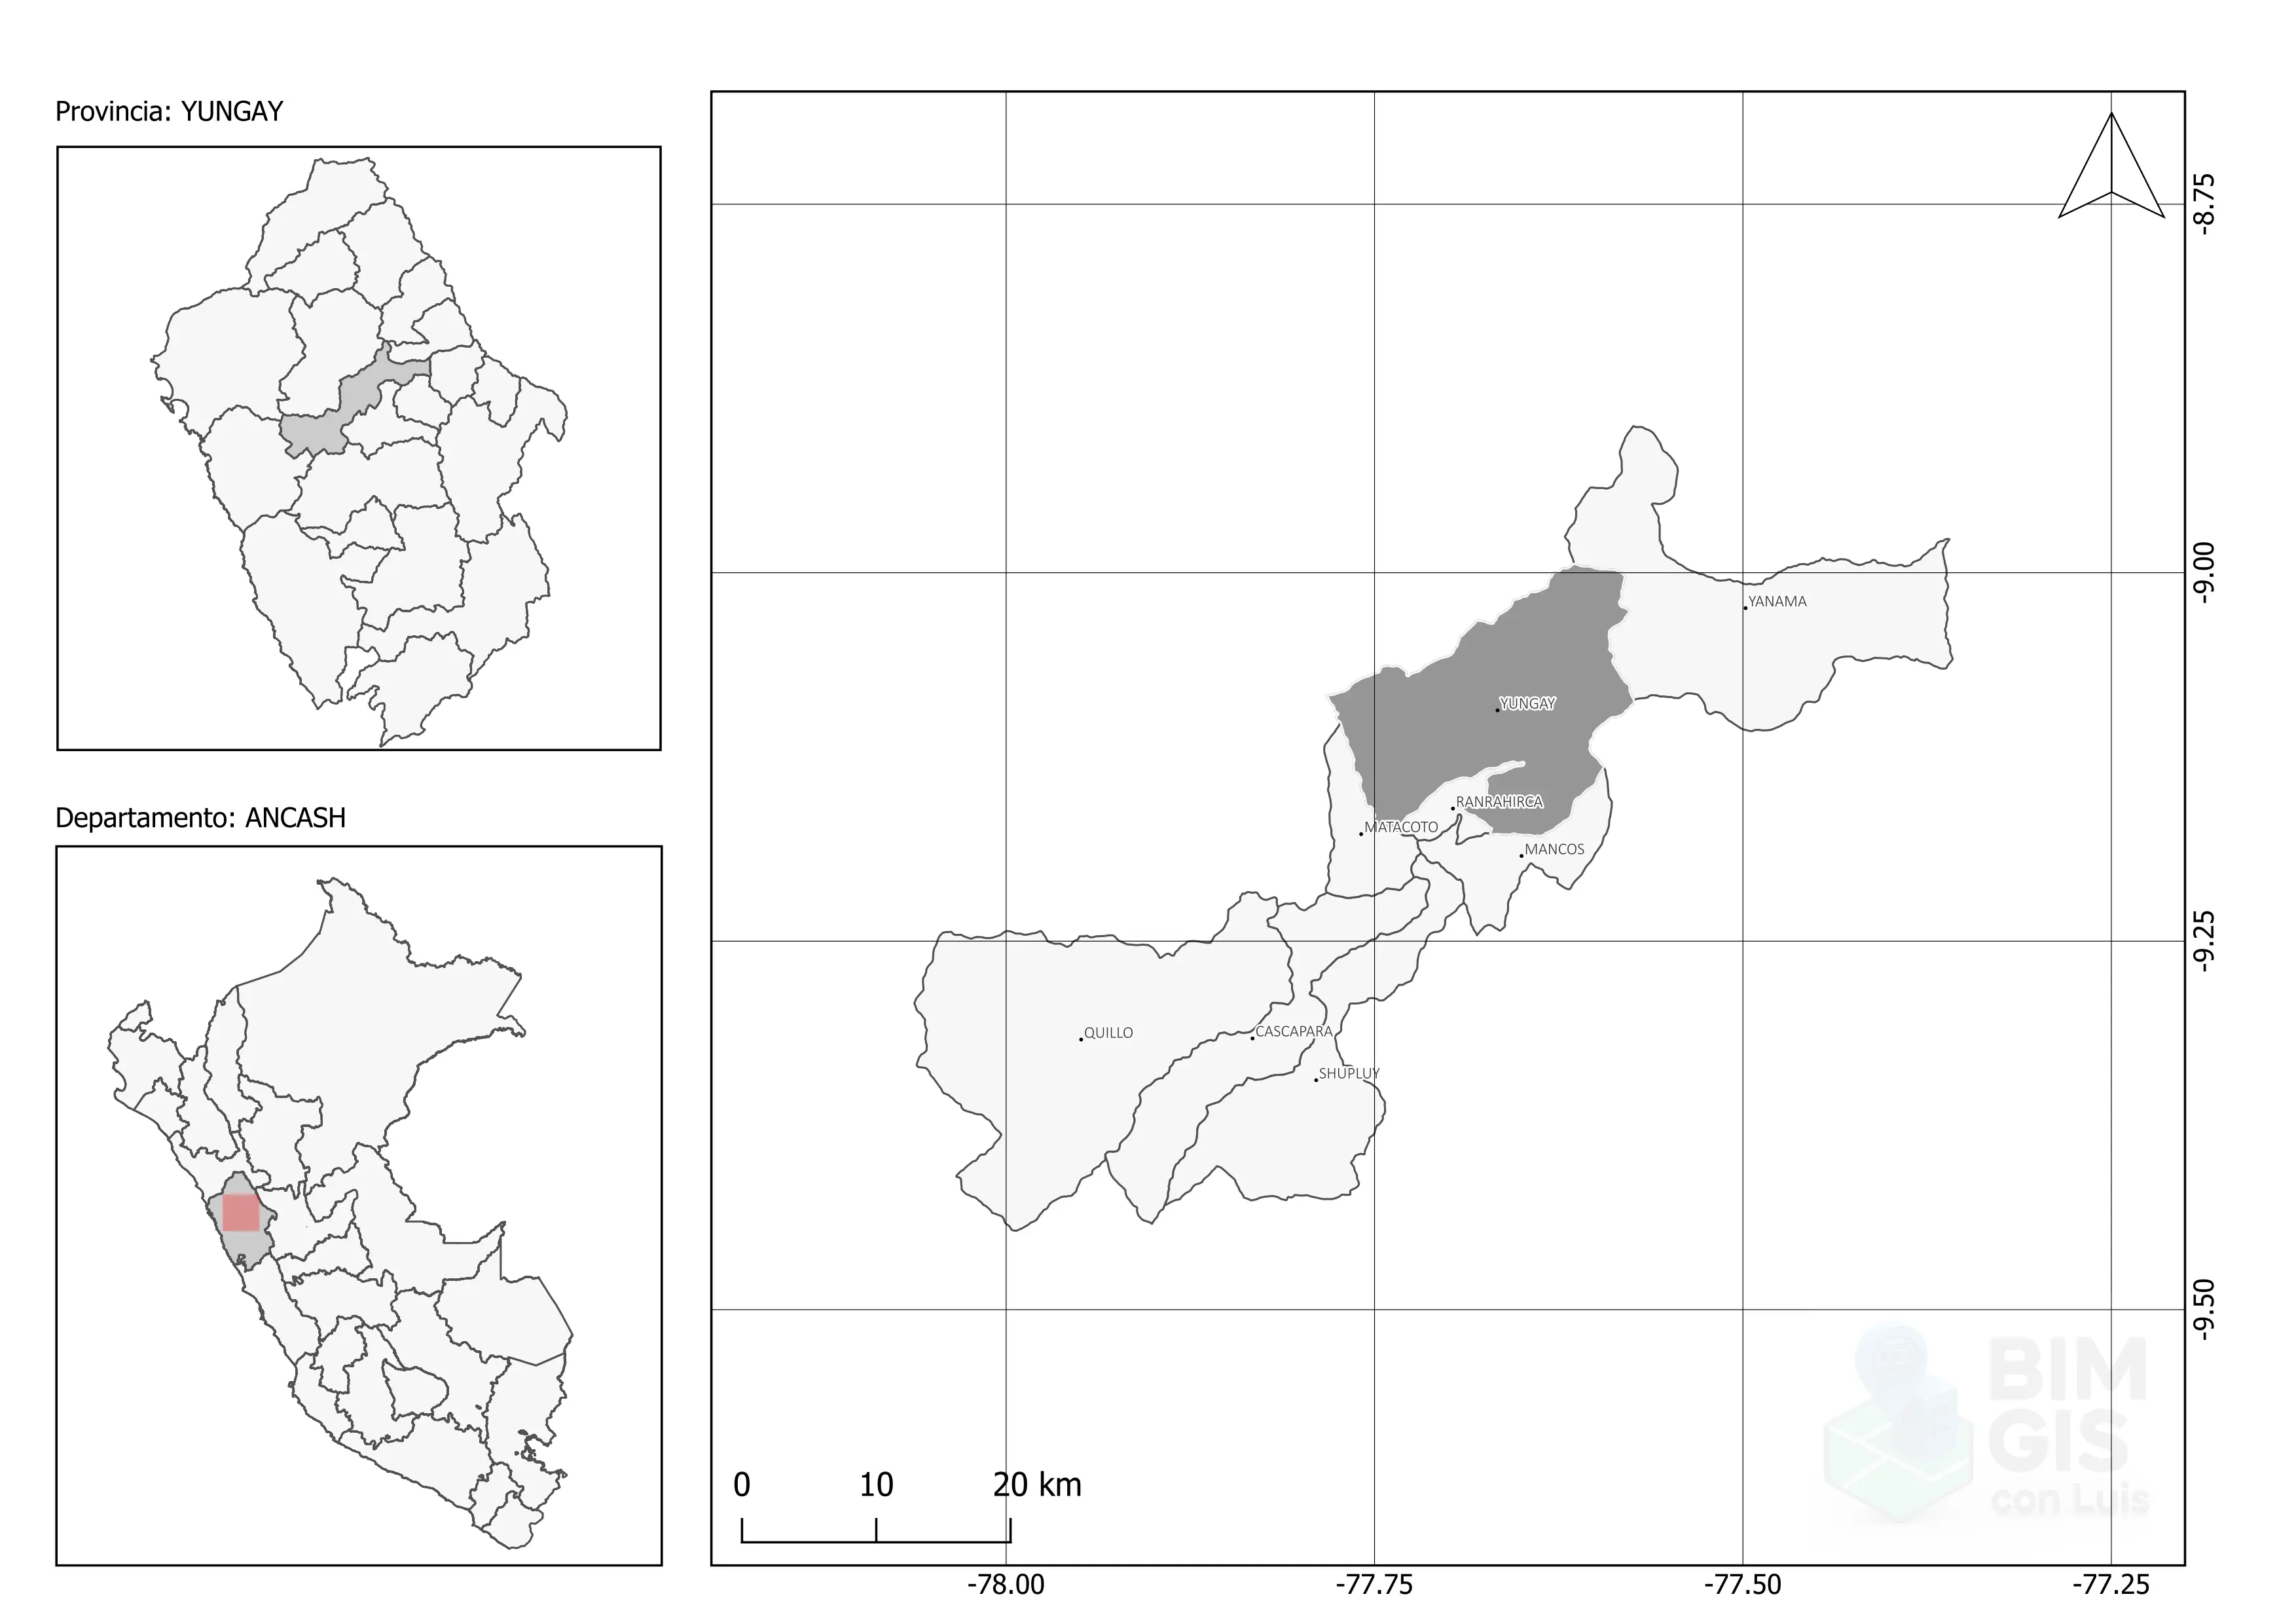 Provincia: YUNGAY
Departamento: ANCASH
-8.75
-9.00
YANAMA
YUNGAY
RANRAHIRCA
MATACOTO
MANCOS
-9.25
QUILLO
CASCAPARA
SHUPLUY
-9.50
BIM
GIS
con Luis
0 10 20 km
-78.00 -77.75 -77.50 -77.25